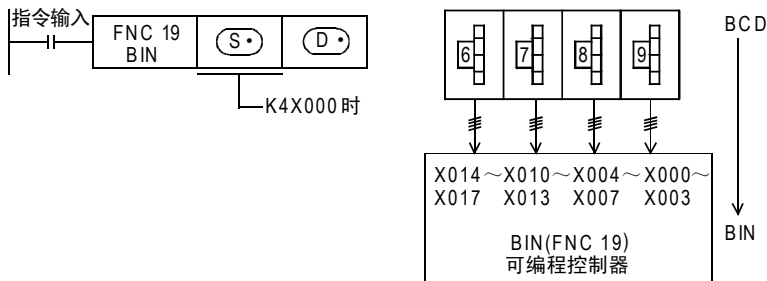 指令输入
FNC 19
BIN
S·
D·
K4X000时
6 7 8 9
BCD
X014～X010～X004～X000～
X017 X013 X007 X003
BIN(FNC 19)
可编程控制器
BIN